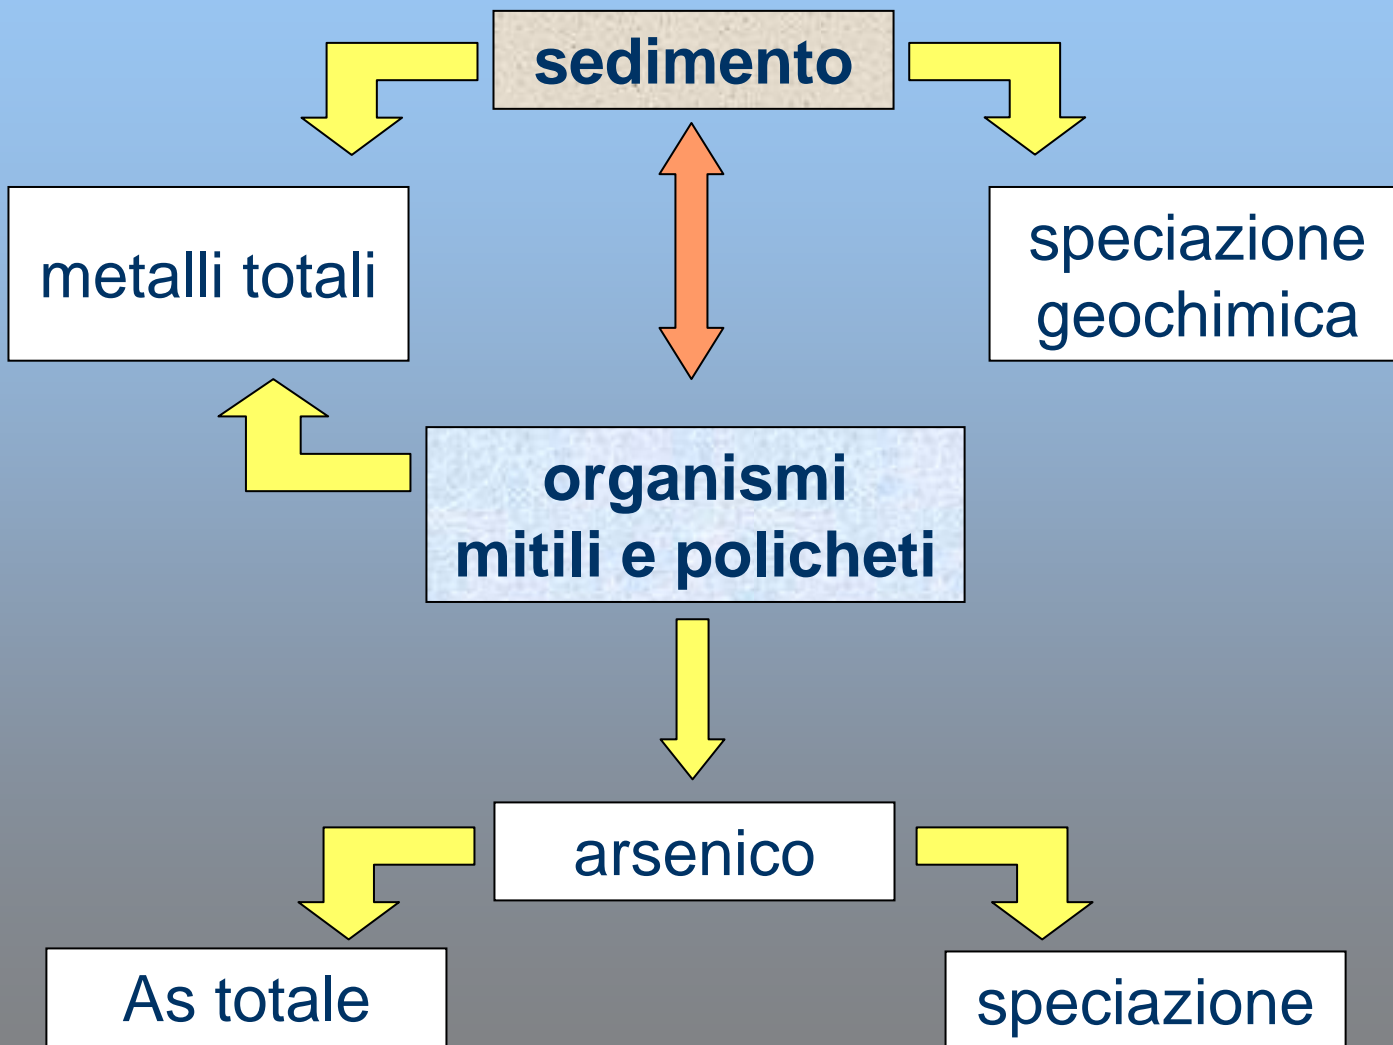 sedimento
metalli totali
speciazione
geochimica
organismi
mitili e policheti
arsenico
As totale
speciazione